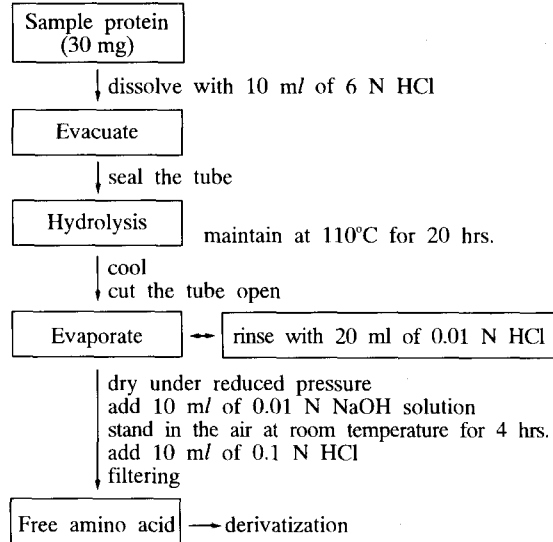 Sample protein
(30 mg)
dissolve with 10 ml of 6 N HCl
Evacuate
seal the tube
Hydrolysis
maintain at 110°C for 20 hrs.
cool
cut the tube open
Evaporate
rinse with 20 ml of 0.01 N HCl
dry under reduced pressure
add 10 ml of 0.01 N NaOH solution
stand in the air at room temperature for 4 hrs.
add 10 ml of 0.1 N HCl
filtering
Free amino acid
derivatization